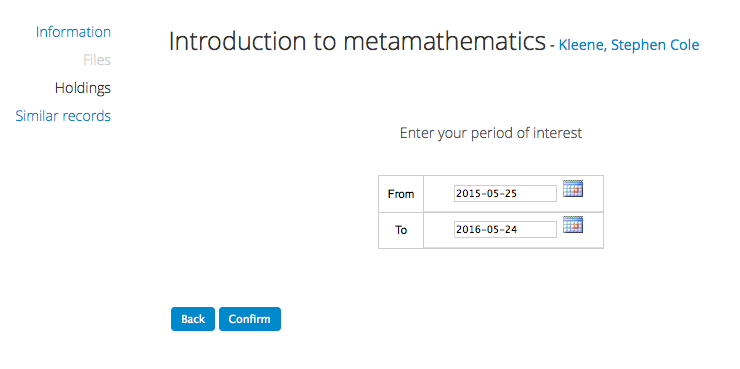 Information
Files
Holdings
Similar records
Introduction to metamathematics - Kleene, Stephen Cole
Enter your period of interest
From 2015-05-25
To 2016-05-24
Back Confirm